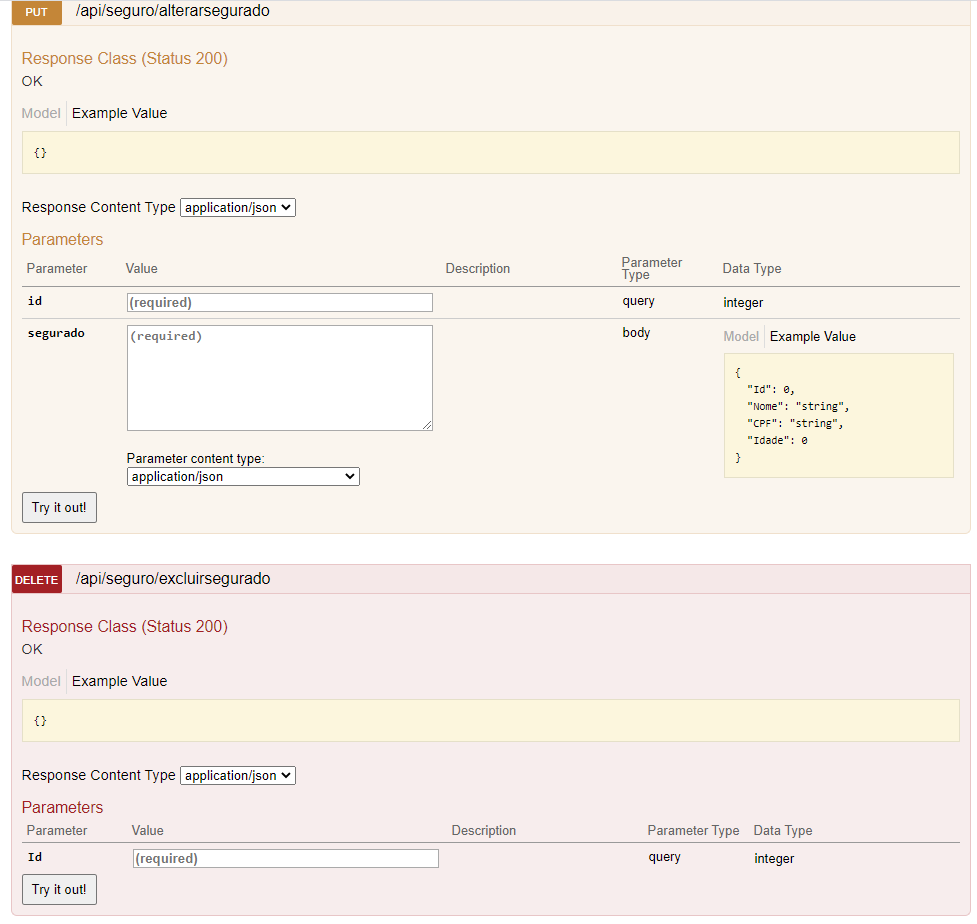 PUT /api/seguro/alterarsegurado
Response Class (Status 200)
OK
Model Example Value
{}
Response Content Type application/json
Parameters
Parameter Value Description Parameter Type Data Type
id (required) query integer
segurado (required) body Model Example Value
{
"Id": 0,
"Nome": "string",
"CPF": "string",
"Idade": 0
}
Parameter content type:
application/json
Try it out!
DELETE /api/seguro/excluirsegurado
Response Class (Status 200)
OK
Model Example Value
{}
Response Content Type application/json
Parameters
Parameter Value Description Parameter Type Data Type
Id (required) query integer
Try it out!